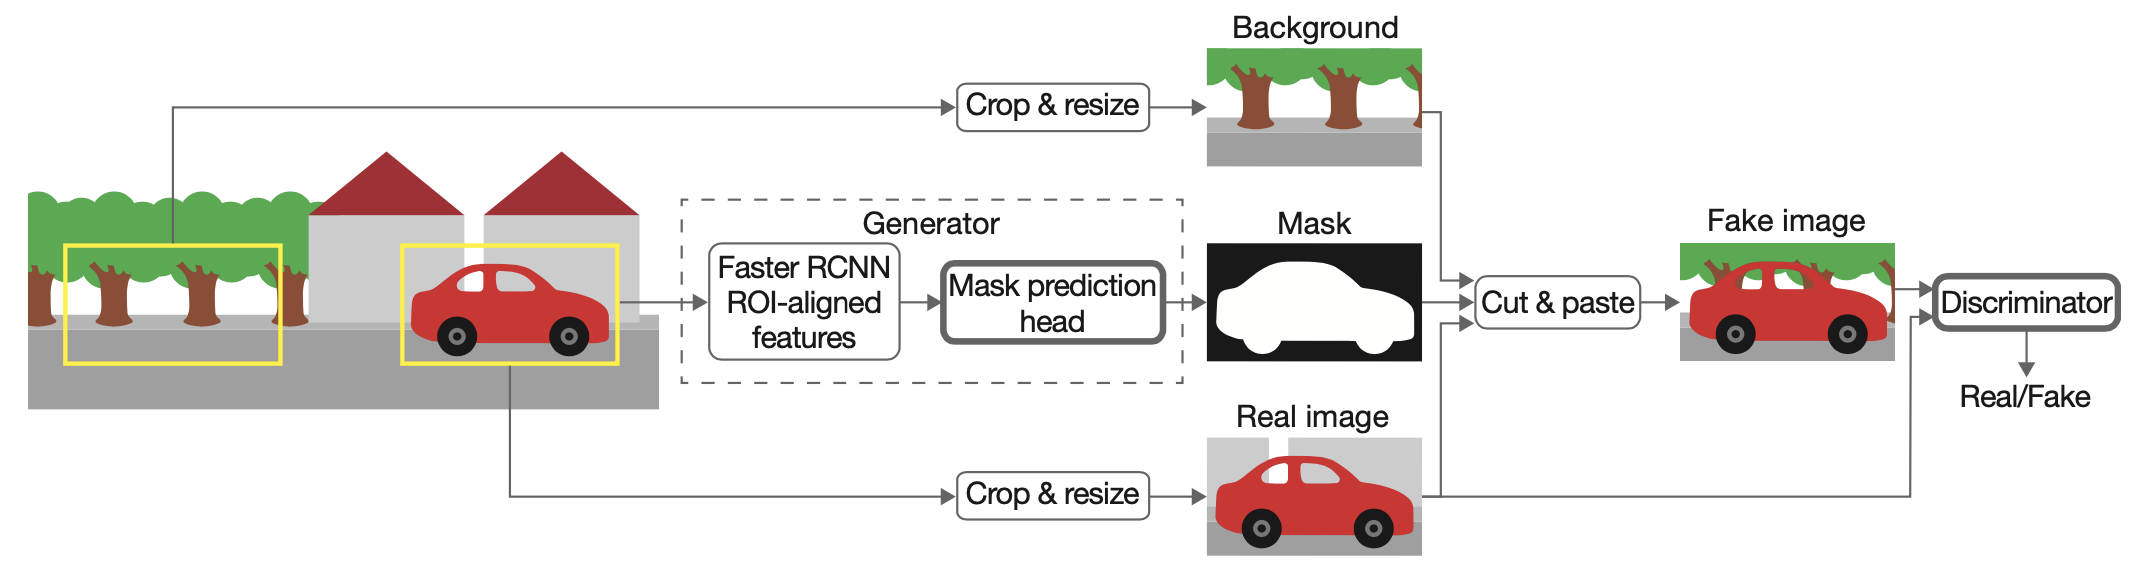 Background
Crop & resize
Generator
Faster RCNN
ROI-aligned
features
Mask prediction
head
Mask
Cut & paste
Fake image
Discriminator
Real/Fake
Real image
Crop & resize